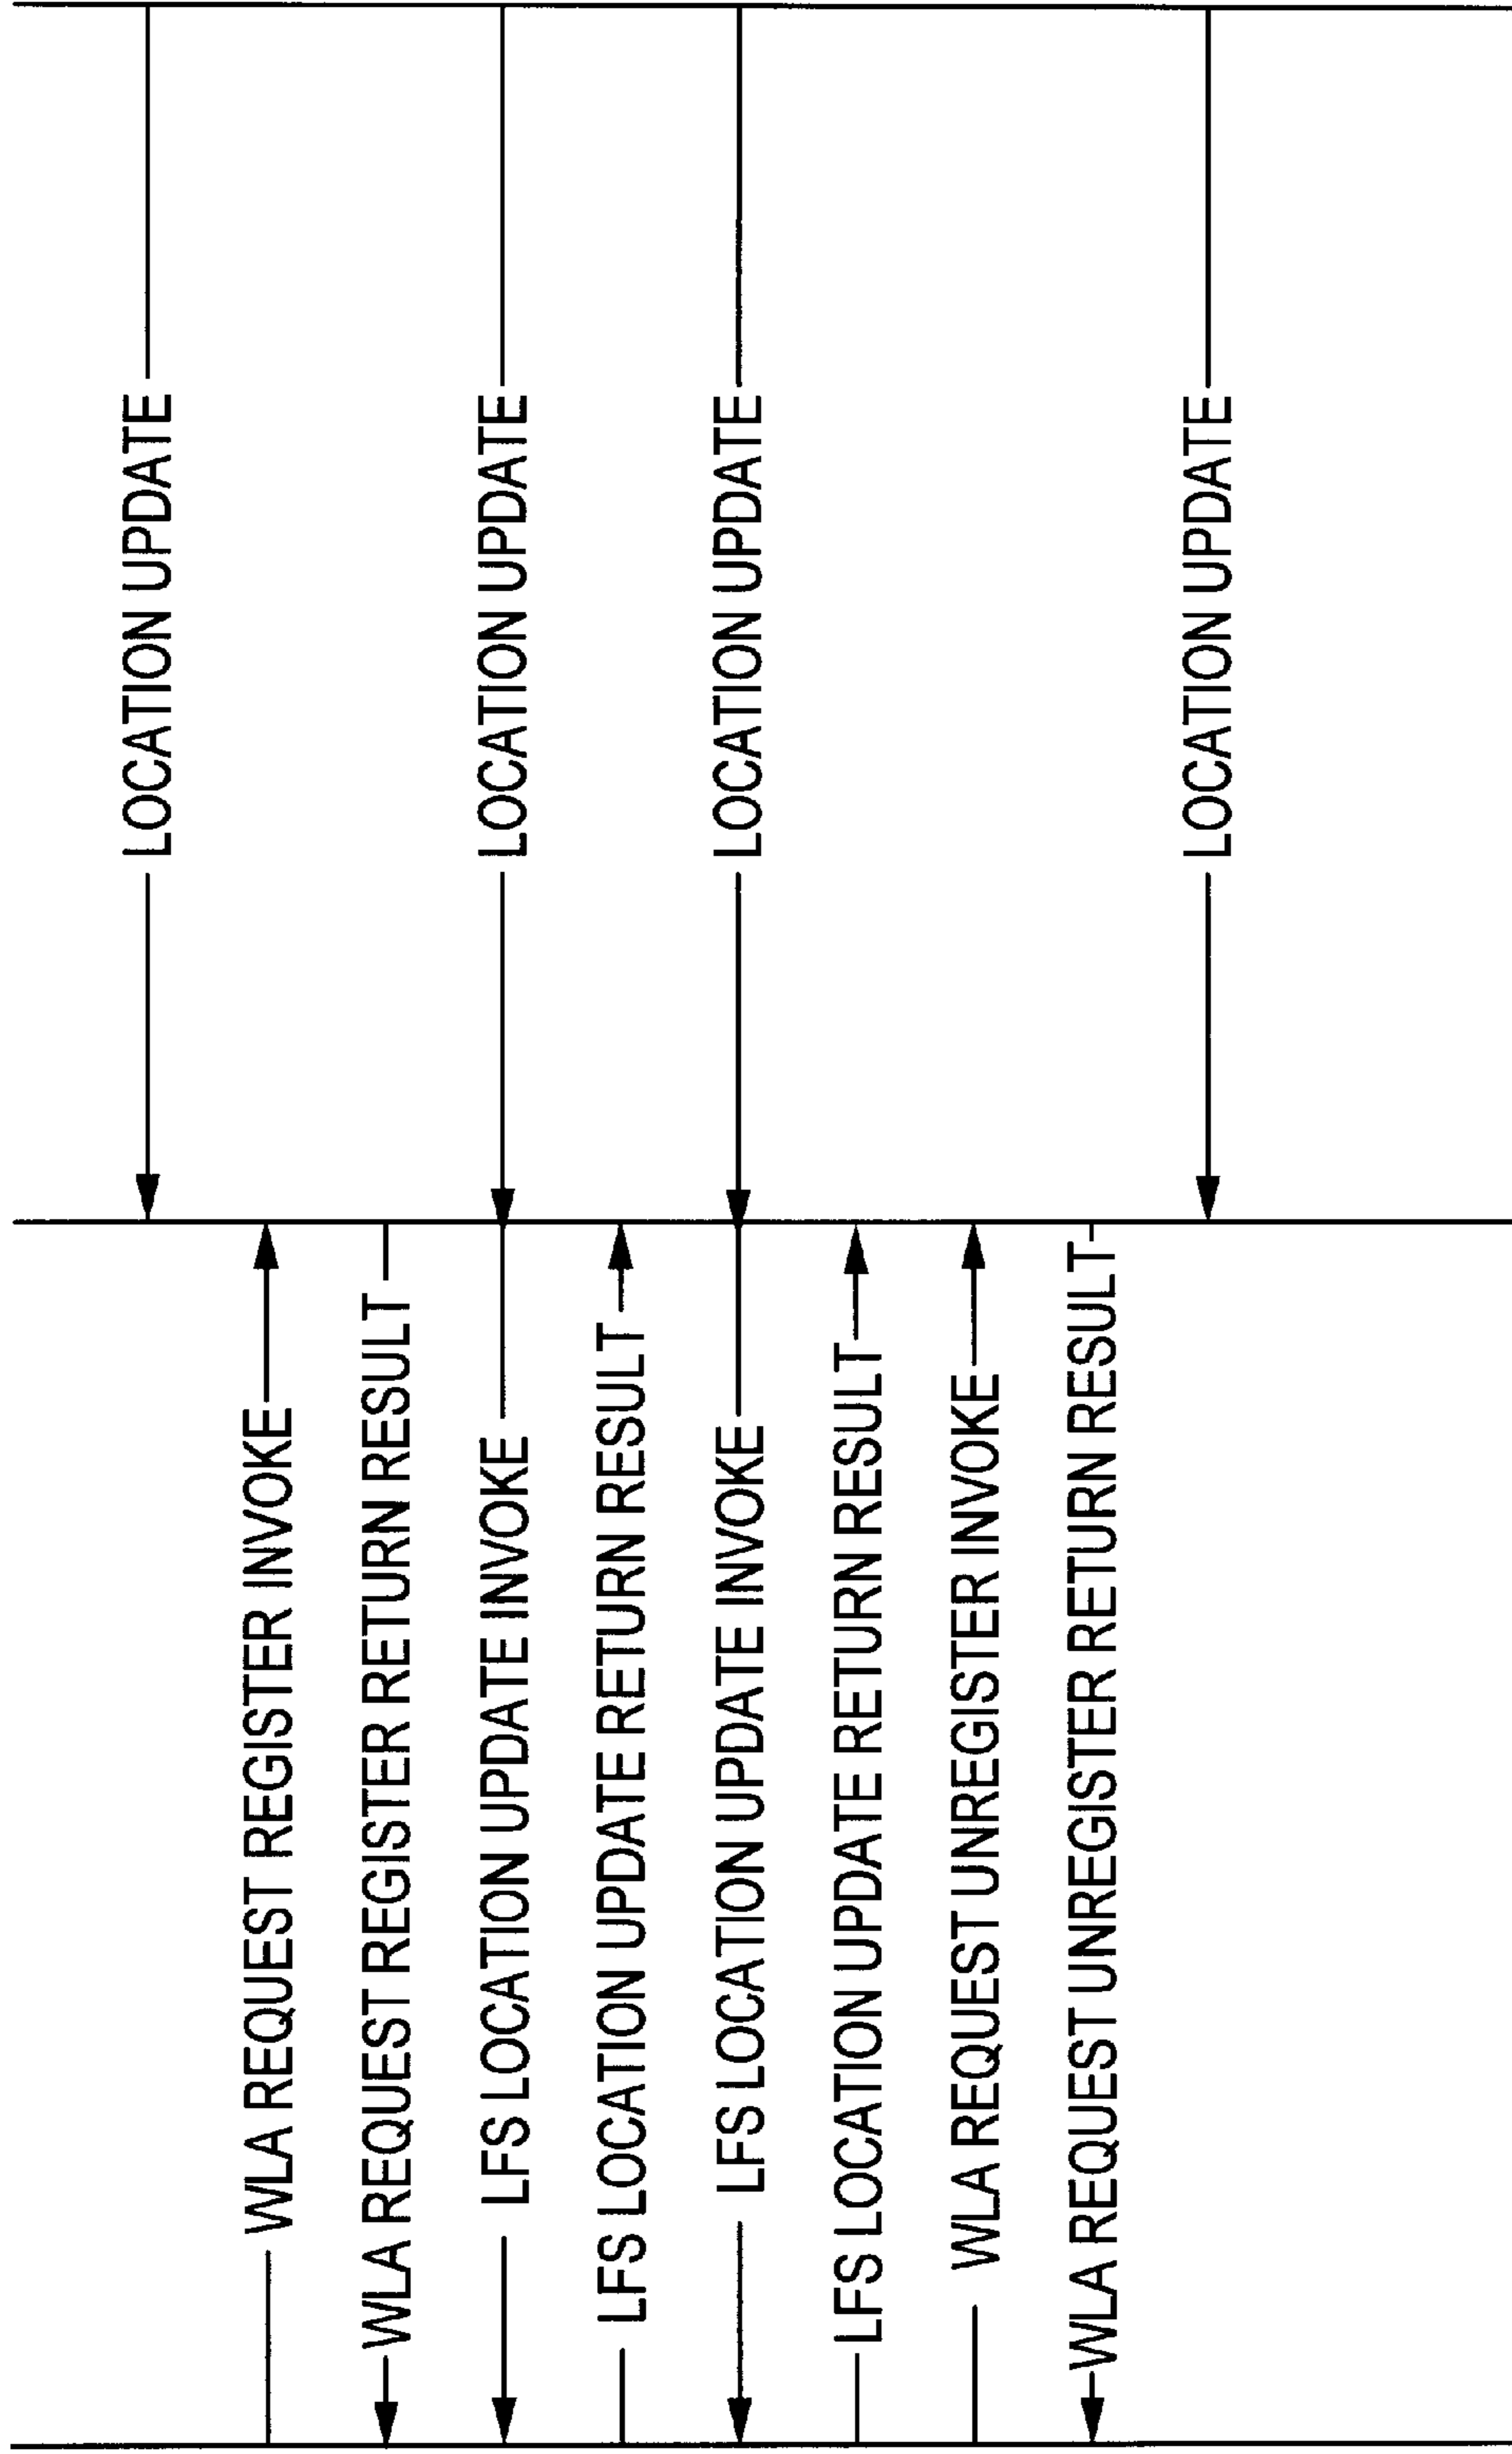 LOCATION UPDATE
WLA REQUEST REGISTER INVOKE
WLA REQUEST REGISTER RETURN RESULT
LOCATION UPDATE
LFS LOCATION UPDATE INVOKE
LFS LOCATION UPDATE RETURN RESULT
LOCATION UPDATE
LFS LOCATION UPDATE INVOKE
LFS LOCATION UPDATE RETURN RESULT
WLA REQUEST UNREGISTER INVOKE
WLA REQUEST UNREGISTER RETURN RESULT
LOCATION UPDATE